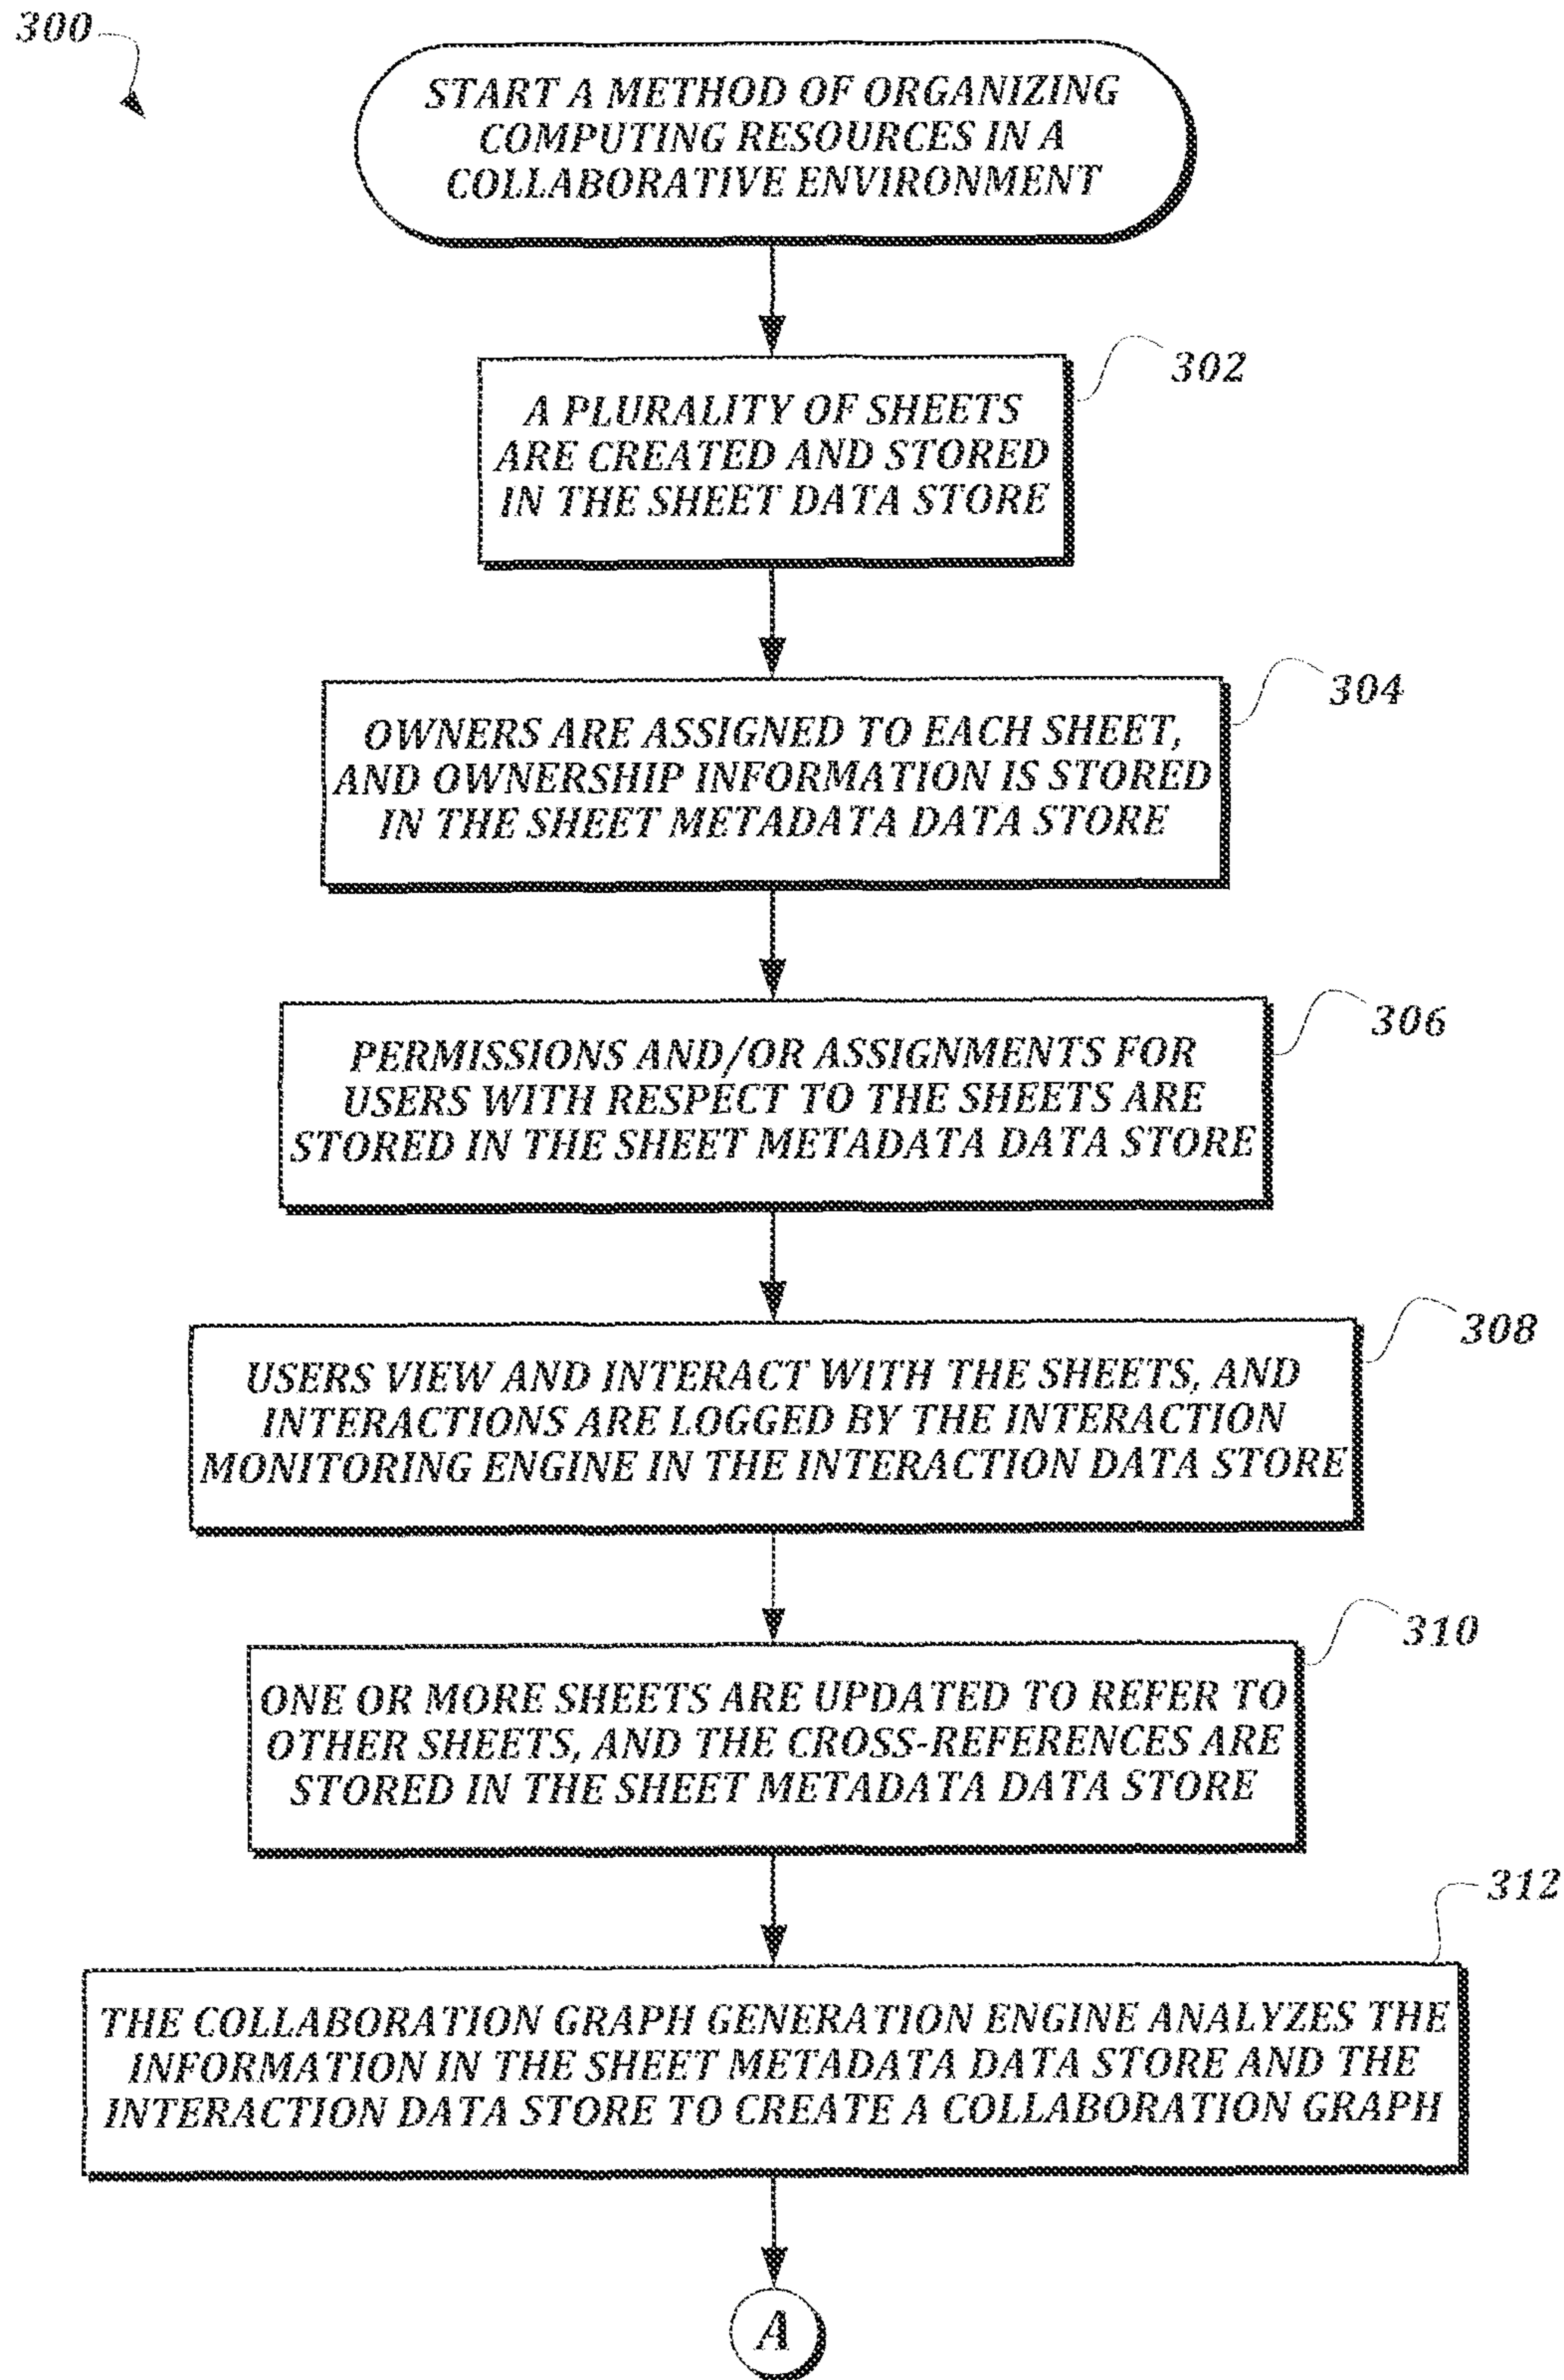 300
START A METHOD OF ORGANIZING
COMPUTING RESOURCES IN A
COLLABORATIVE ENVIRONMENT
302
A PLURALITY OF SHEETS
ARE CREATED AND STORED
IN THE SHEET DATA STORE
304
OWNERS ARE ASSIGNED TO EACH SHEET,
AND OWNERSHIP INFORMATION IS STORED
IN THE SHEET METADATA DATA STORE
306
PERMISSIONS AND/OR ASSIGNMENTS FOR
USERS WITH RESPECT TO THE SHEETS ARE
STORED IN THE SHEET METADATA DATA STORE
308
USERS VIEW AND INTERACT WITH THE SHEETS, AND
INTERACTIONS ARE LOGGED BY THE INTERACTION
MONITORING ENGINE IN THE INTERACTION DATA STORE
310
ONE OR MORE SHEETS ARE UPDATED TO REFER TO
OTHER SHEETS, AND THE CROSS-REFERENCES ARE
STORED IN THE SHEET METADATA DATA STORE
312
THE COLLABORATION GRAPH GENERATION ENGINE ANALYZES THE
INFORMATION IN THE SHEET METADATA DATA STORE AND THE
INTERACTION DATA STORE TO CREATE A COLLABORATION GRAPH
A